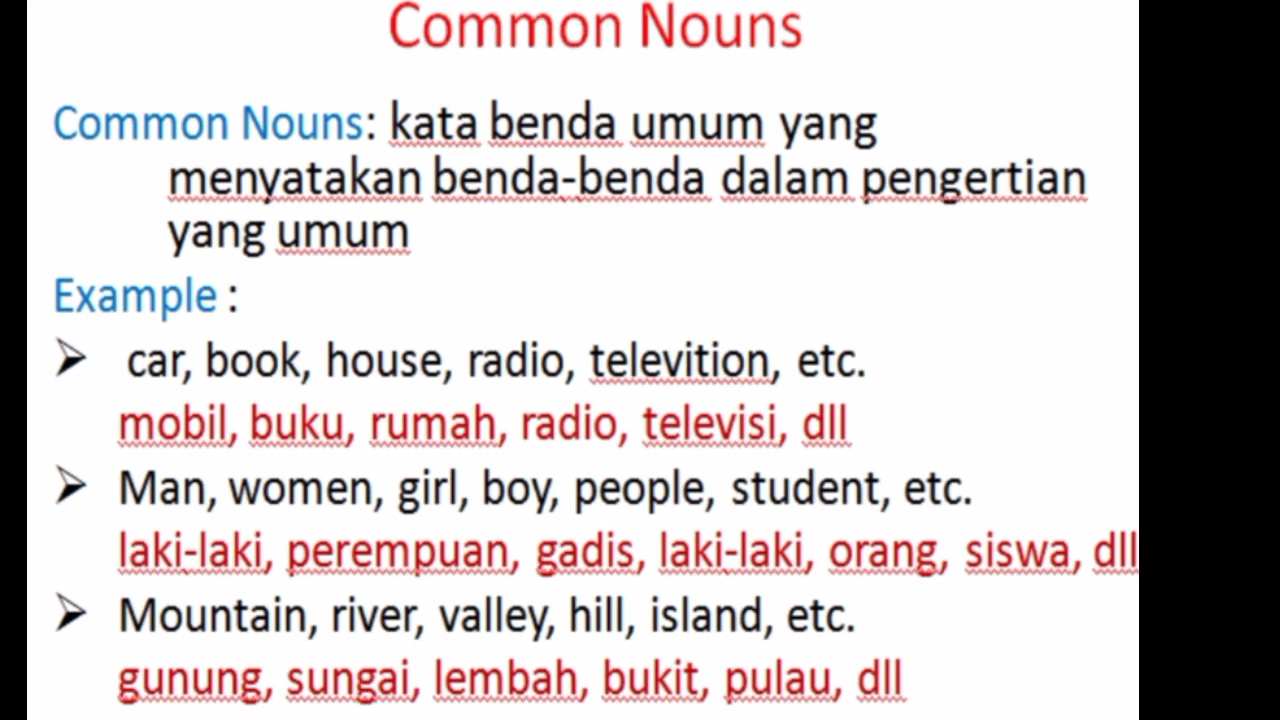 Common Nouns
Common Nouns: kata benda umum yang
menyatakan benda-benda dalam pengertian
yang umum
Example :
➢ car, book, house, radio, televition, etc.
mobil, buku, rumah, radio, televisi, dll
➢ Man, women, girl, boy, people, student, etc.
laki-laki, perempuan, gadis, laki-laki, orang, siswa, dll
➢ Mountain, river, valley, hill, island, etc.
gunung, sungai, lembah, bukit, pulau, dll